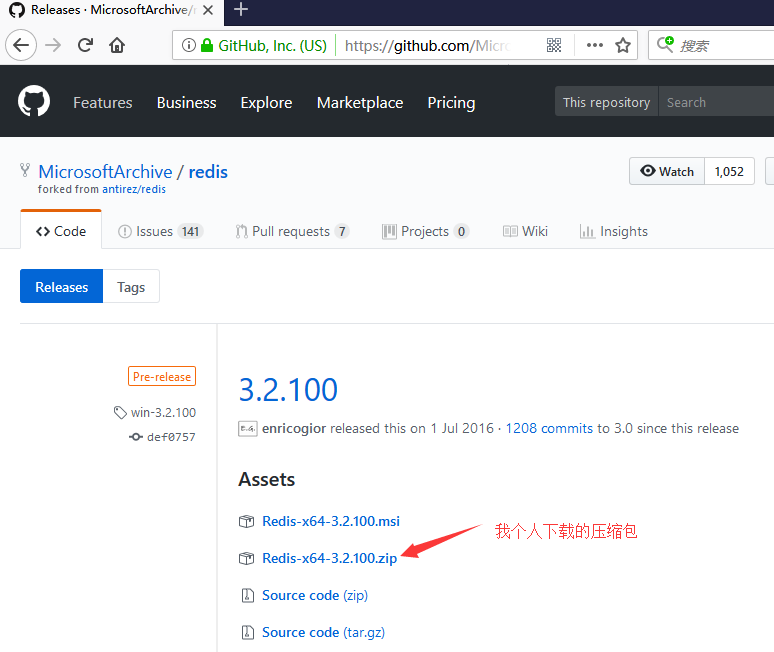 Releases · MicrosoftArchive/r
GitHub, Inc. (US) https://github.com/Micro
搜索
Features Business Explore Marketplace Pricing This repository Search
MicrosoftArchive / redis
Watch 1,052
forked from antirez/redis
Code Issues 141 Pull requests 7 Projects 0 Wiki Insights
Releases Tags
Pre-release
3.2.100
win-3.2.100
enricogior released this on 1 Jul 2016 · 1208 commits to 3.0 since this release
def0757
Assets
Redis-x64-3.2.100.msi
我个人下载的压缩包
Redis-x64-3.2.100.zip
Source code (zip)
Source code (tar.gz)